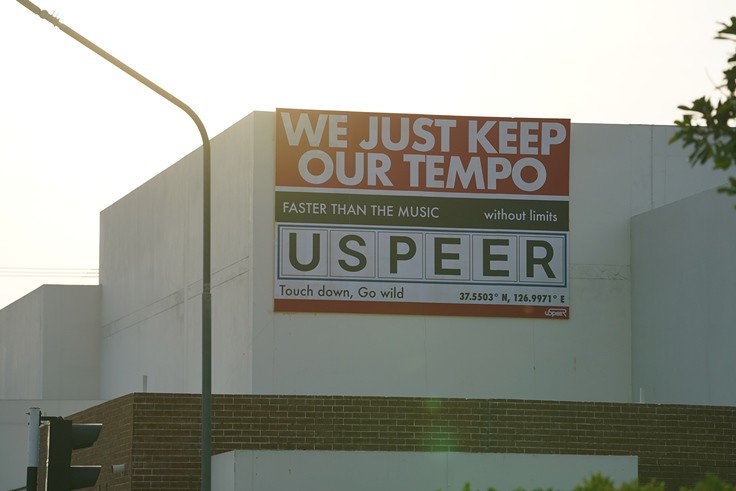 WE JUST KEEP
OUR TEMPO
FASTER THAN THE MUSIC without limits
USPEER
Touch down, Go wild 37.5503° N, 126.9971° E
USPEER